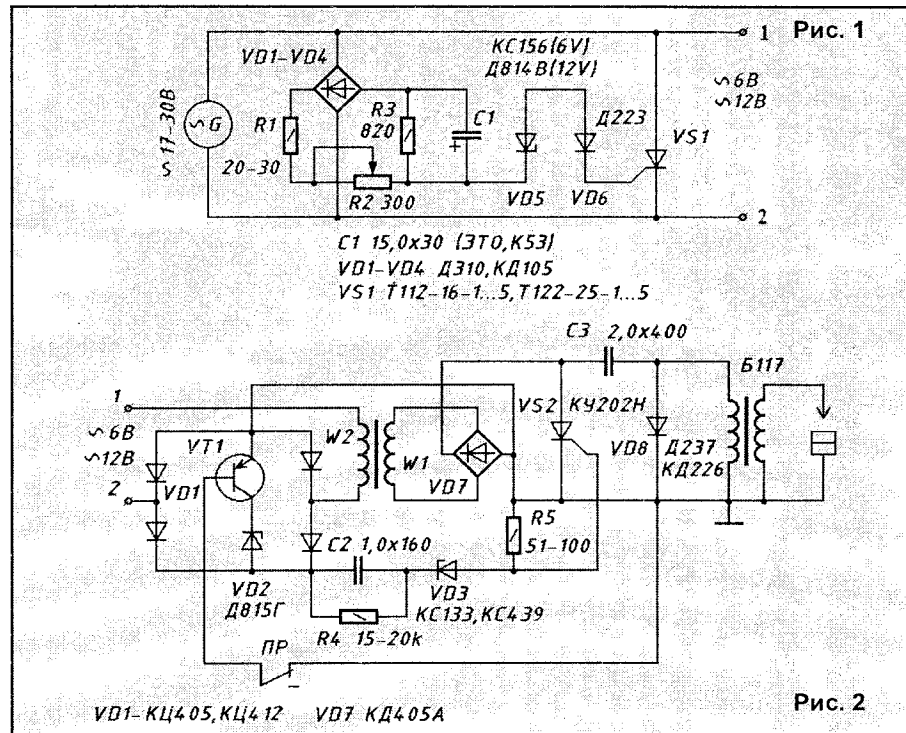 Рис. 1
VD1-VD4
КС156(6V)
Д814В(12V)
∿17-30В
∿G
R1
20-30
R3
820
C1
+
Д223
VS1
∿6В
∿12В
1
2
R2 300
VD5
VD6
C1 15,0х30 (ЭТО,К53)
VD1-VD4 Д310,КД105
VS1 Т112-16-1...5,Т122-25-1...5
C3 2,0х400
Б117
1
∿6В
∿12В
2
VT1
W2
W1
VS2 КУ202Н
VD1
VD7
VD8
Д237
КД226
R5
51-100
C2 1,0х160
VD2
Д815Г
VD3
КС133,КС439
R4 15-20к
ПР
VD1-КЦ405,КЦ412 VD7 КД405А
Рис. 2